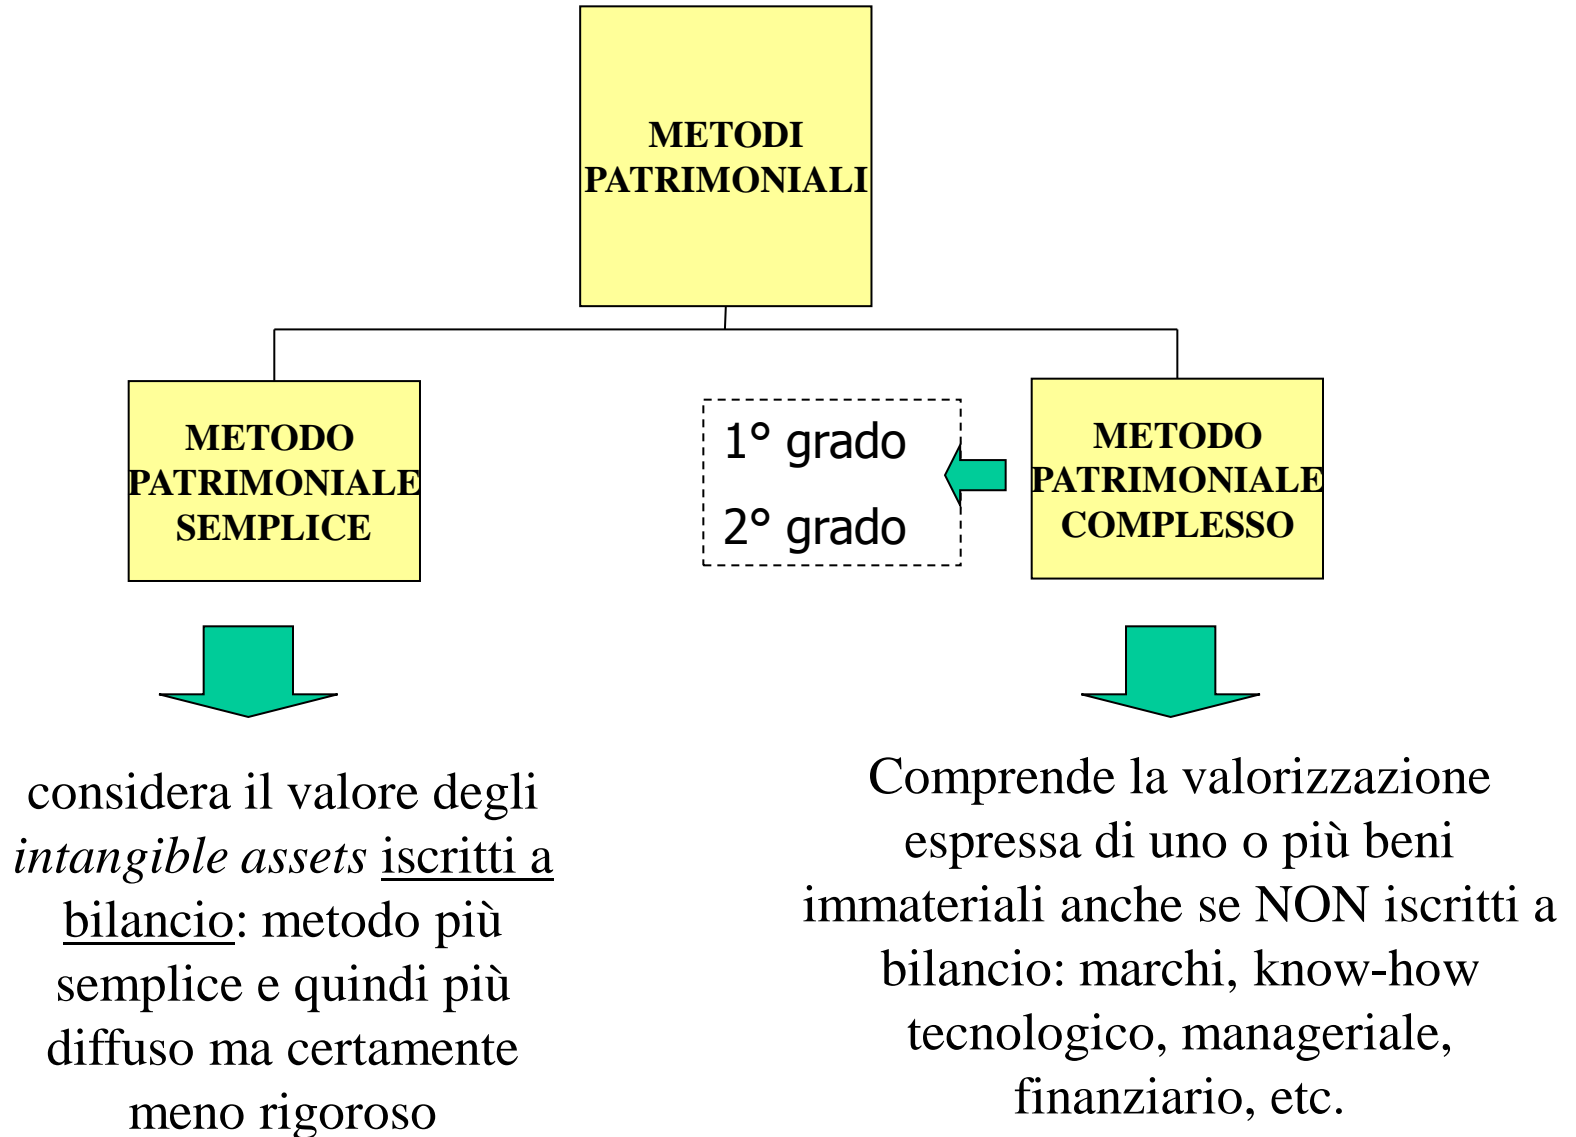 METODI
PATRIMONIALI
METODO
PATRIMONIALE
SEMPLICE
1° grado
2° grado
METODO
PATRIMONIALE
COMPLESSO
considera il valore degli
intangible assets iscritti a
bilancio: metodo più
semplice e quindi più
diffuso ma certamente
meno rigoroso
Comprende la valorizzazione
espressa di uno o più beni
immateriali anche se NON iscritti a
bilancio: marchi, know-how
tecnologico, manageriale,
finanziario, etc.